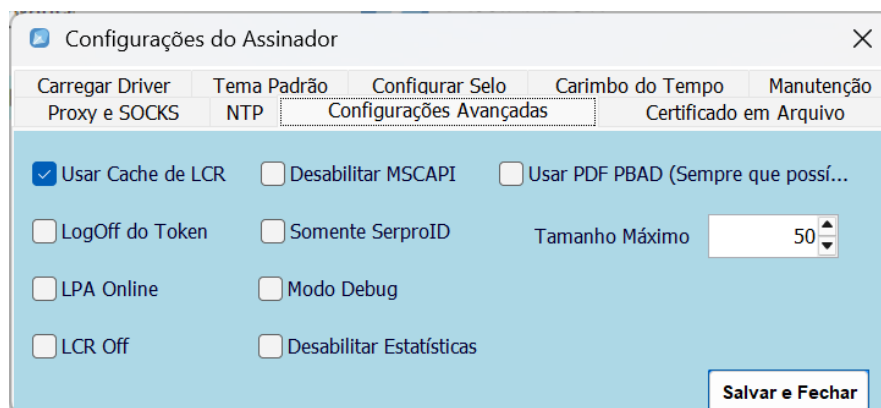 Configurações do Assinador
Carregar Driver Tema Padrão Configurar Selo Carimbo do Tempo Manutenção
Proxy e SOCKS NTP Configurações Avançadas Certificado em Arquivo
Usar Cache de LCR Desabilitar MSCAPI Usar PDF PBAD (Sempre que possí...
LogOff do Token Somente SerproID Tamanho Máximo 50
LPA Online Modo Debug
LCR Off Desabilitar Estatísticas
Salvar e Fechar